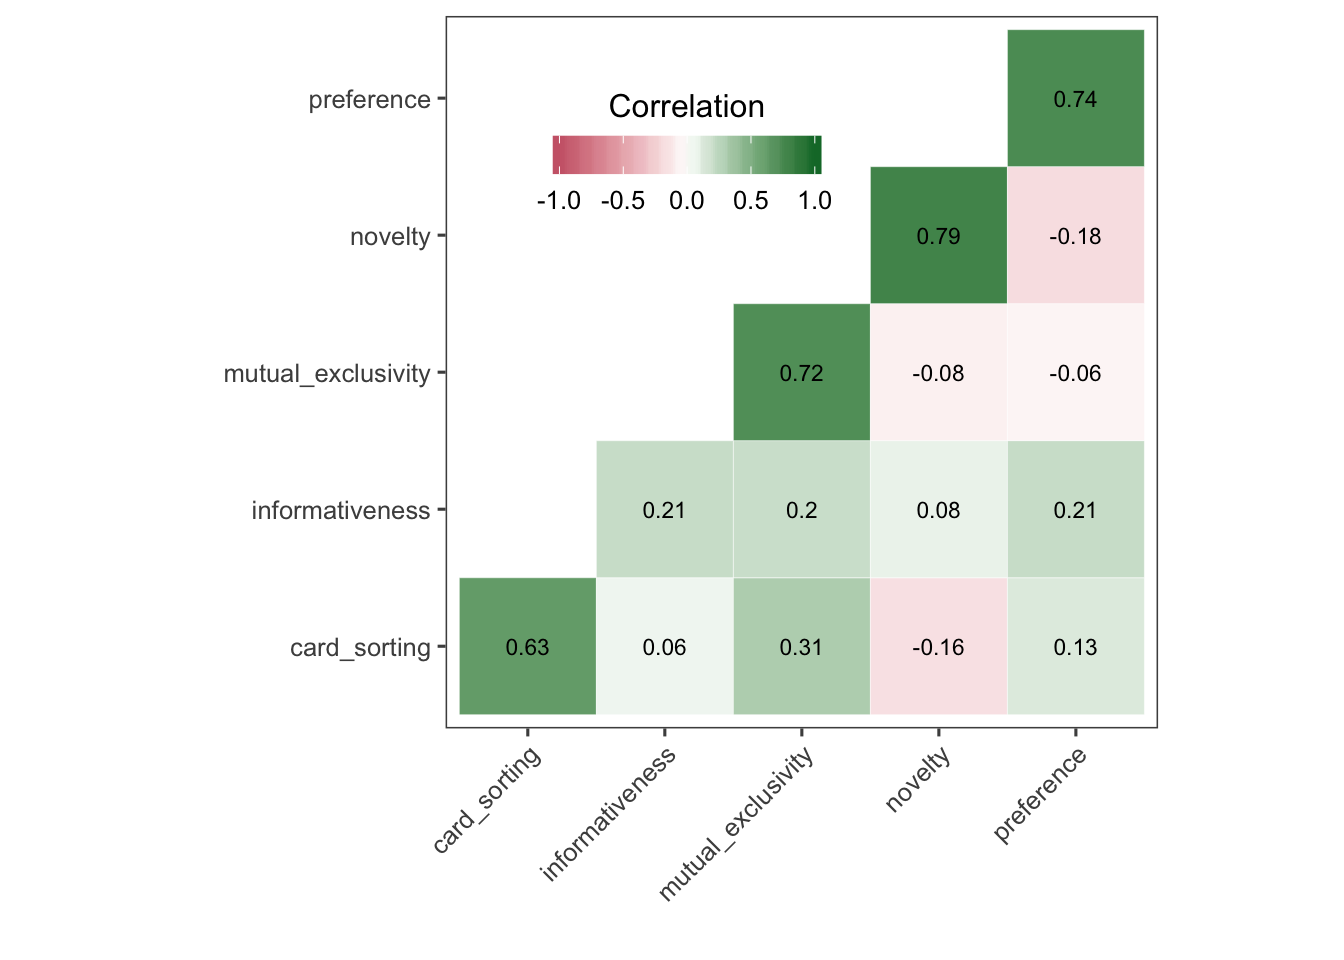 Correlation
-1.0 -0.5 0.0 0.5 1.0
preference 0.74
novelty 0.79 -0.18
mutual_exclusivity 0.72 -0.08 -0.06
informativeness 0.21 0.2 0.08 0.21
card_sorting 0.63 0.06 0.31 -0.16 0.13
card_sorting
informativeness
mutual_exclusivity
novelty
preference